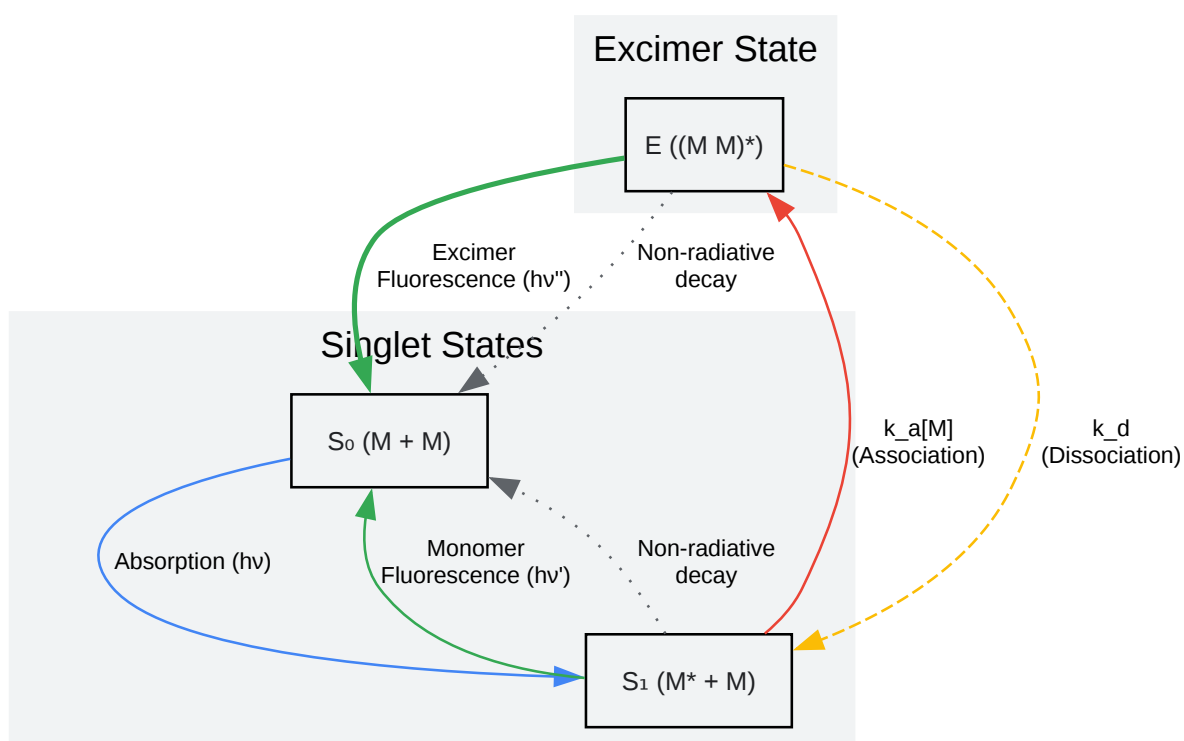 Excimer State
E ((M M)*)
Excimer
Fluorescence (hν'')
Non-radiative
decay
Singlet States
S₀ (M + M)
k_a[M]
(Association)
k_d
(Dissociation)
Absorption (hν)
Monomer
Fluorescence (hν')
Non-radiative
decay
S₁ (M* + M)